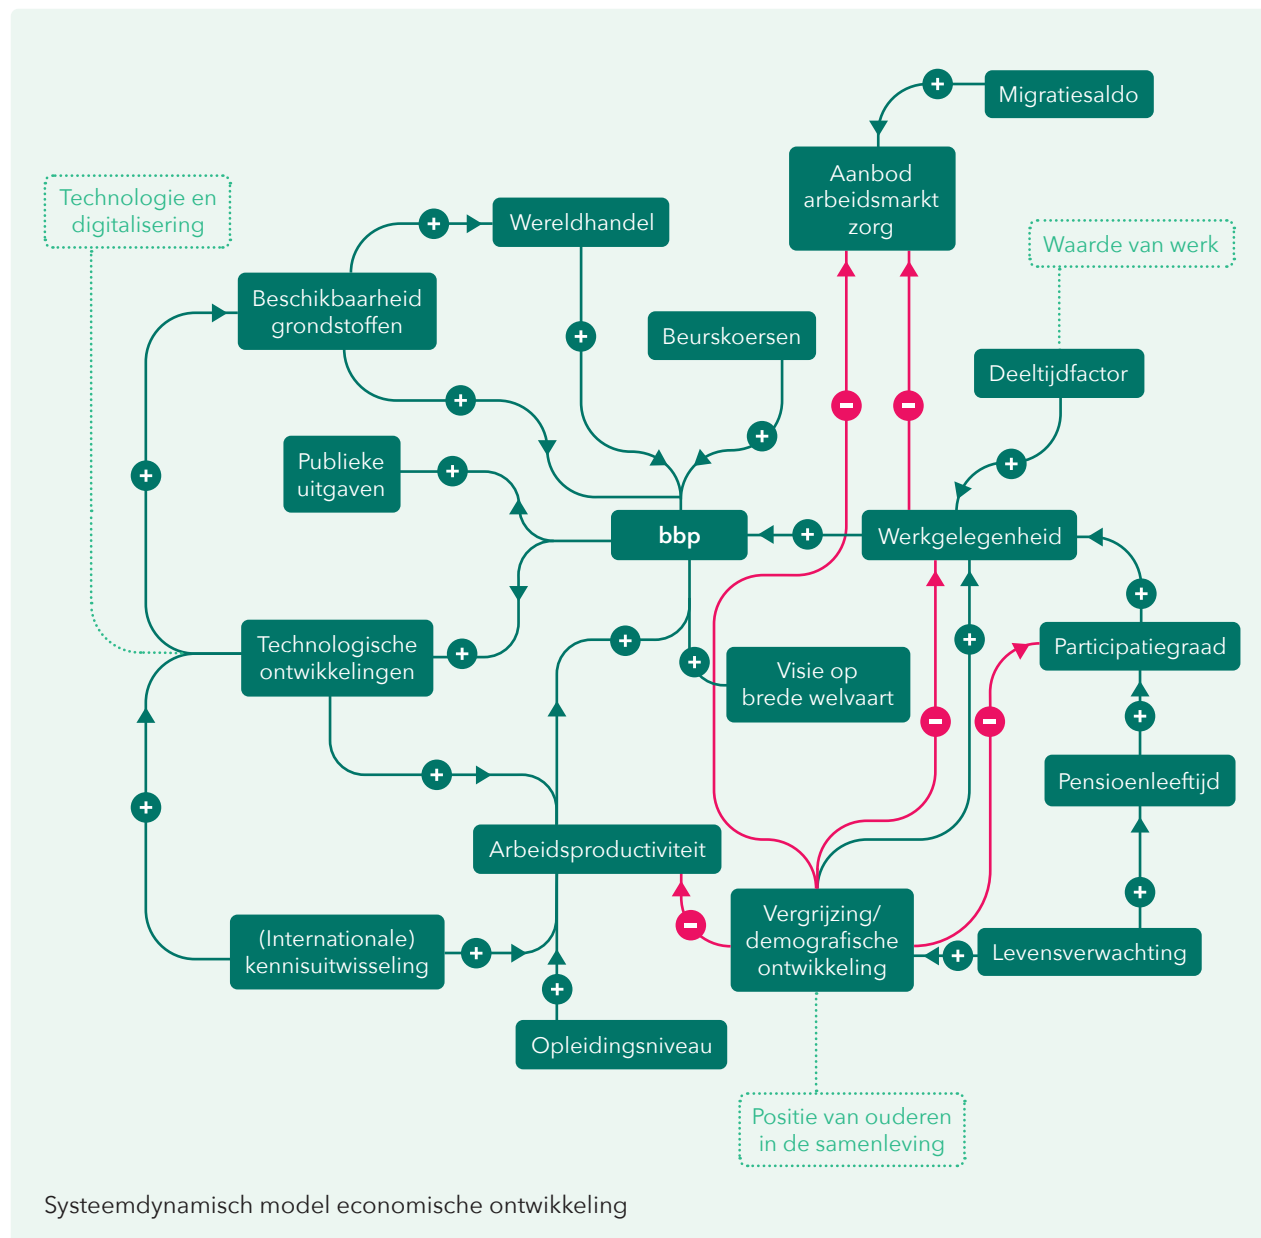 Migratiesaldo
Aanbod
arbeidsmarkt
zorg
Technologie en
digitalisering
Wereldhandel
Waarde van werk
Beschikbaarheid
grondstoffen
Beurskoersen
Deeltijdfactor
Publieke
uitgaven
bbp
Werkgelegenheid
Technologische
ontwikkelingen
Participatiegraad
Visie op
brede welvaart
Pensioenleeftijd
Arbeidsproductiviteit
Vergrijzing/
demografische
ontwikkeling
(Internationale)
kennisuitwisseling
Levensverwachting
Opleidingsniveau
Positie van ouderen
in de samenleving
Systeemdynamisch model economische ontwikkeling